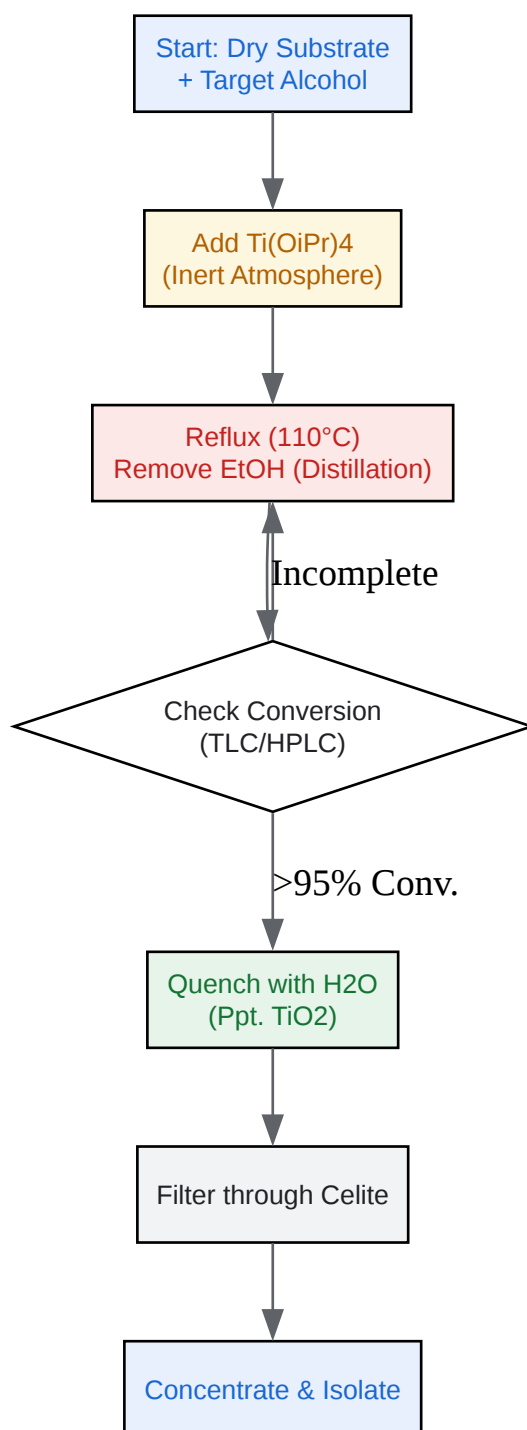 Start: Dry Substrate
+ Target Alcohol
Add Ti(OiPr)4
(Inert Atmosphere)
Reflux (110°C)
Remove EtOH (Distillation)
Incomplete
Check Conversion
(TLC/HPLC)
>95% Conv.
Quench with H2O
(Ppt. TiO2)
Filter through Celite
Concentrate & Isolate